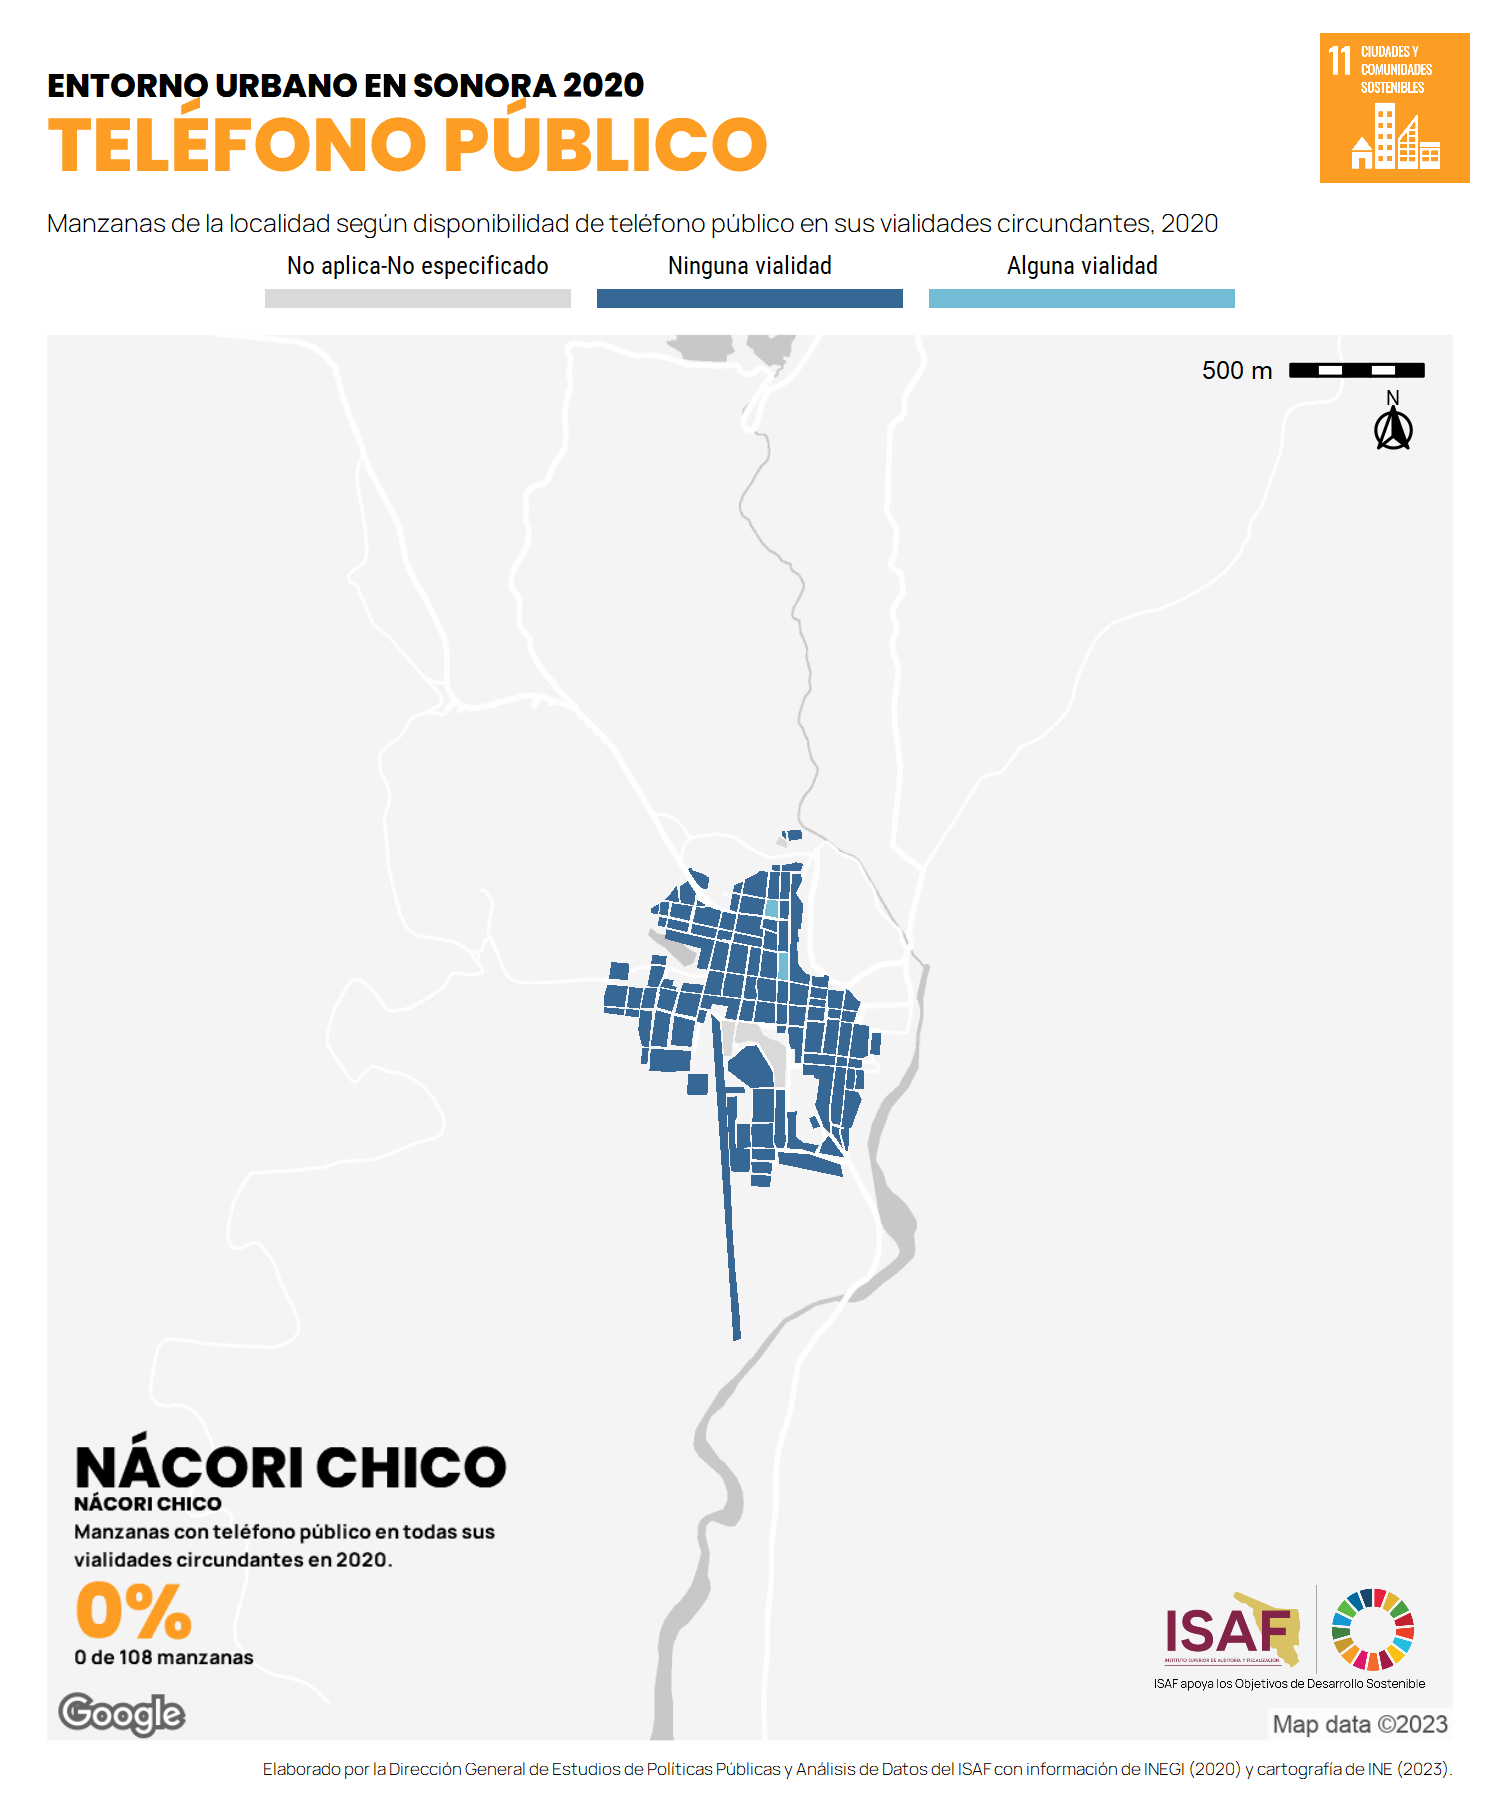 ENTORNO URBANO EN SONORA 2020
TELÉFONO PÚBLICO
11 CIUDADES Y
COMUNIDADES
SOSTENIBLES
Manzanas de la localidad según disponibilidad de teléfono público en sus vialidades circundantes, 2020
No aplica-No especificado
Ninguna vialidad
Alguna vialidad
500 m
N
NÁCORI CHICO
NÁCORI CHICO
Manzanas con teléfono público en todas sus
vialidades circundantes en 2020.
0%
0 de 108 manzanas
Google
ISAF
INSTITUTO SUPERIOR DE AUDITORÍA Y FISCALIZACIÓN
ISAF apoya los Objetivos de Desarrollo Sostenible
Map data ©2023
Elaborado por la Dirección General de Estudios de Políticas Públicas y Análisis de Datos del ISAF con información de INEGI (2020) y cartografía de INE (2023).